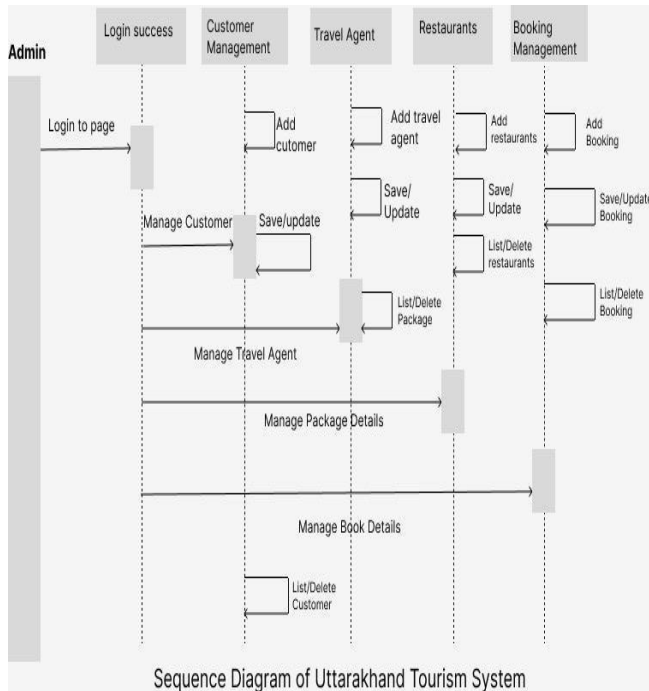 Admin
Login success
Customer
Management
Travel Agent
Restaurants
Booking
Management
Login to page
Add
cutomer
Add travel
agent
Add
restaurants
Add
Booking
Save/
Update
Save/
Update
Save/Update
Booking
Manage Customer
Save/update
List/Delete
restaurants
List/Delete
Package
List/Delete
Booking
Manage Travel Agent
Manage Package Details
Manage Book Details
List/Delete
Customer
Sequence Diagram of Uttarakhand Tourism System